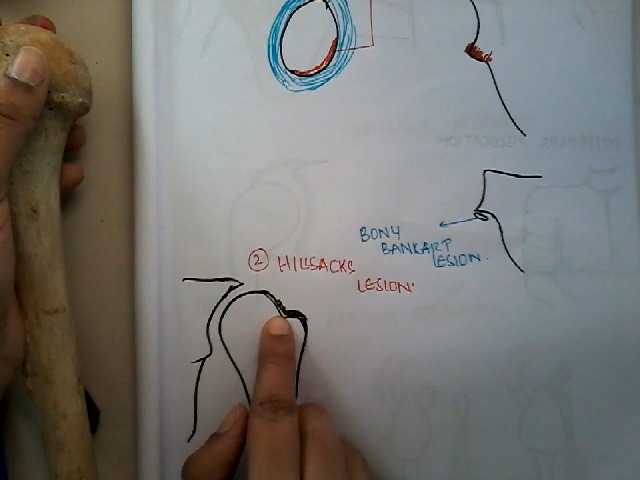 BONY
BANKART
LESION.
② HILLSACKS
LESION.